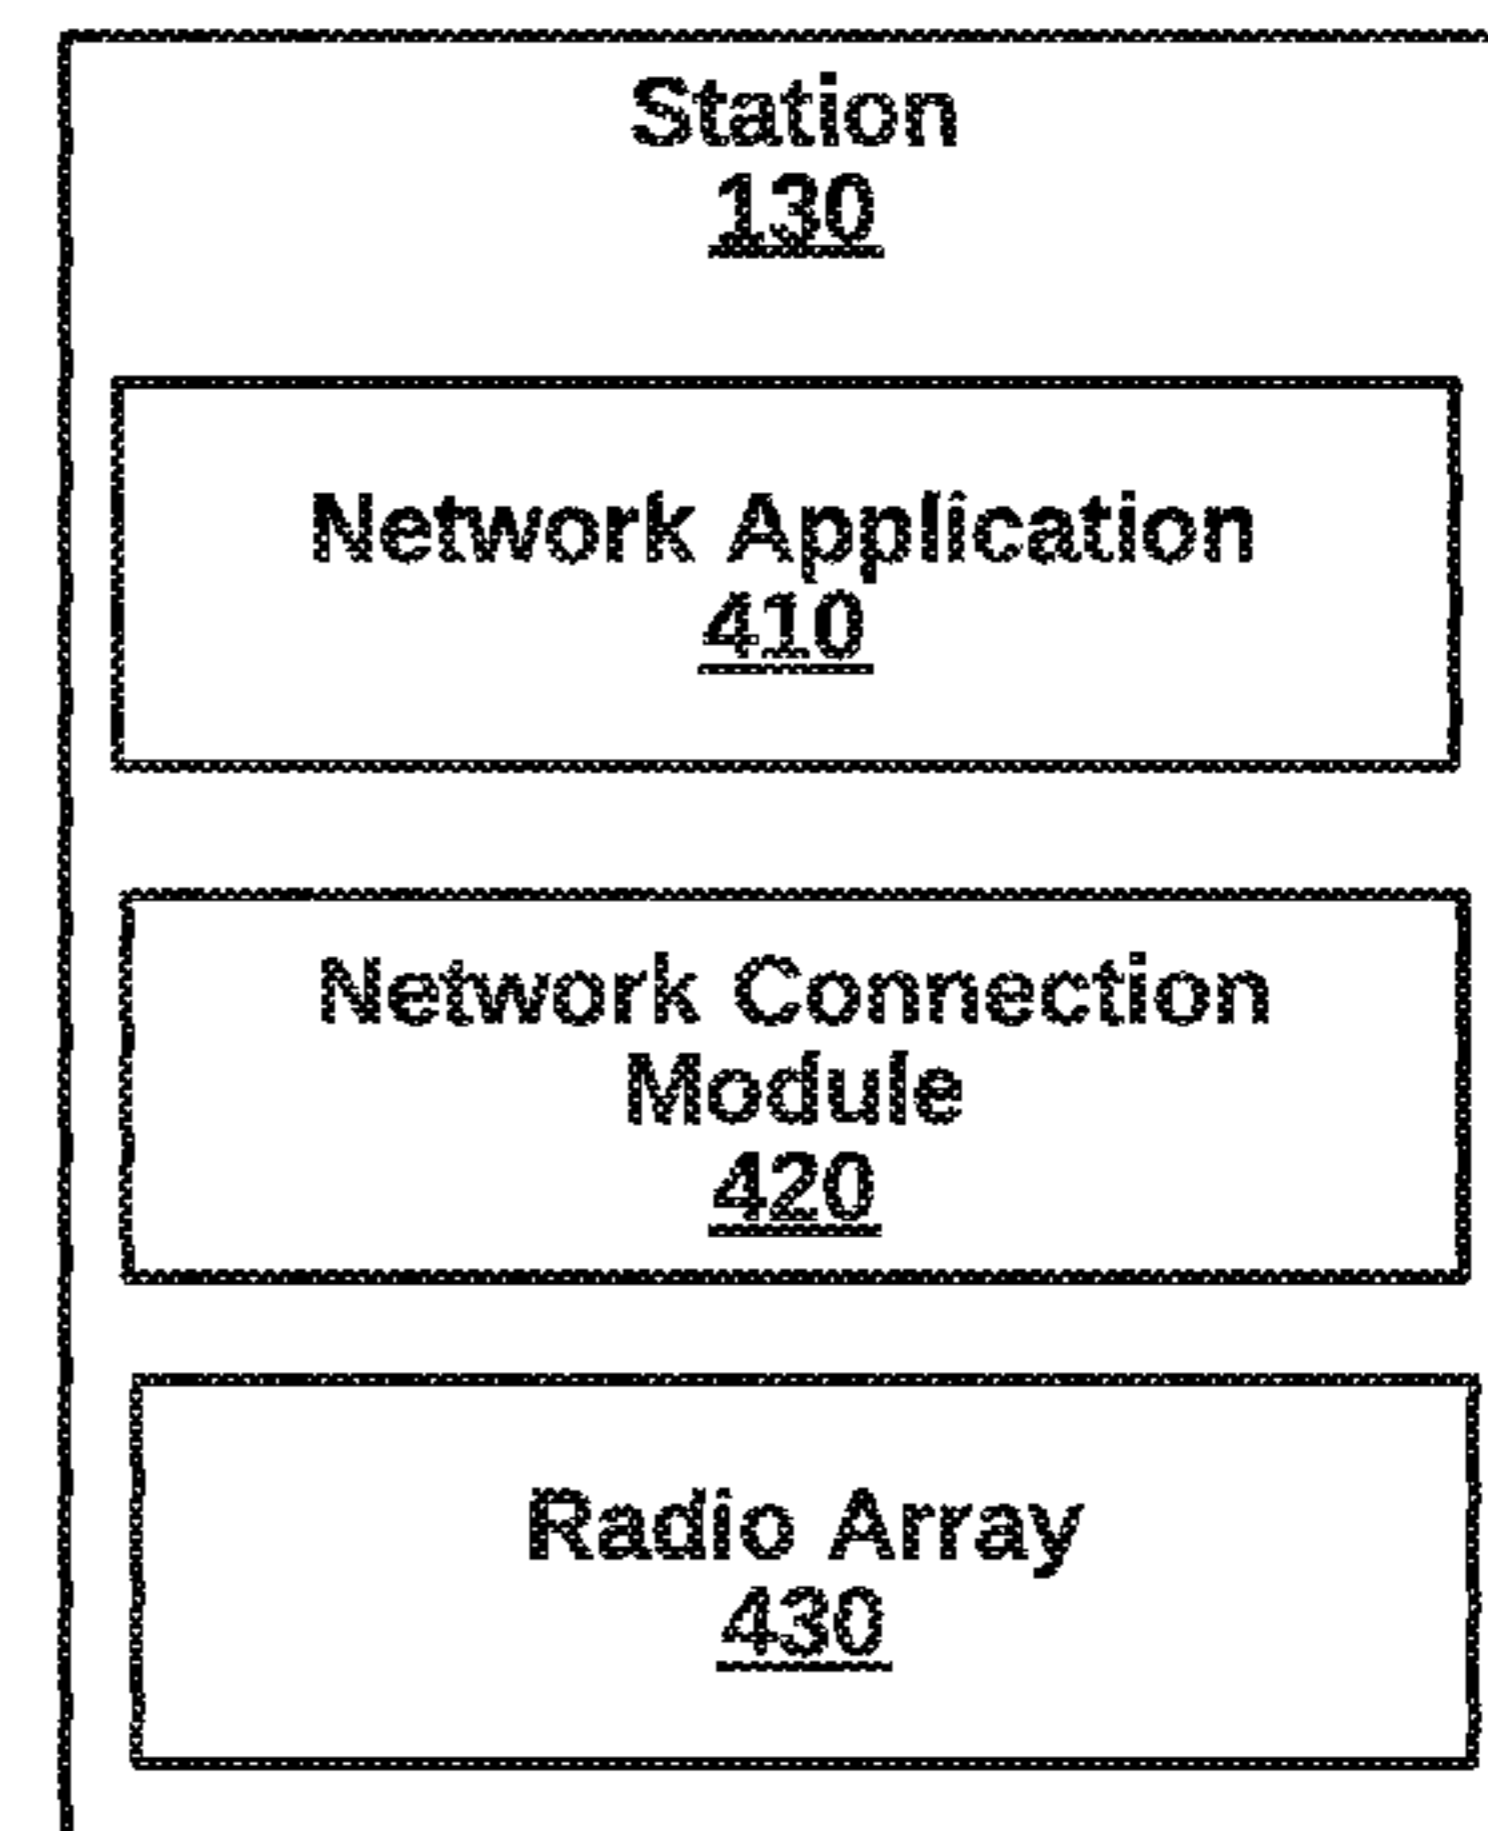 Station
130
Network Application
410
Network Connection
Module
420
Radio Array
430